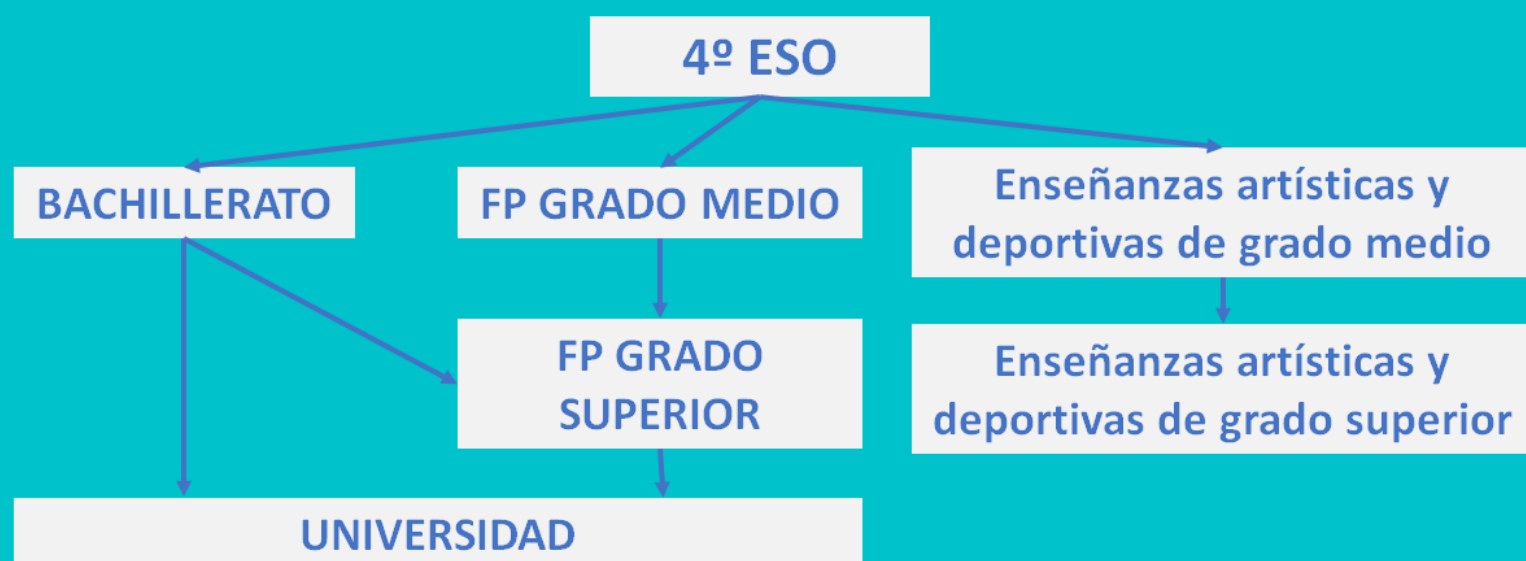 4º ESO
BACHILLERATO
FP GRADO MEDIO
Enseñanzas artísticas y
deportivas de grado medio
FP GRADO
SUPERIOR
Enseñanzas artísticas y
deportivas de grado superior
UNIVERSIDAD